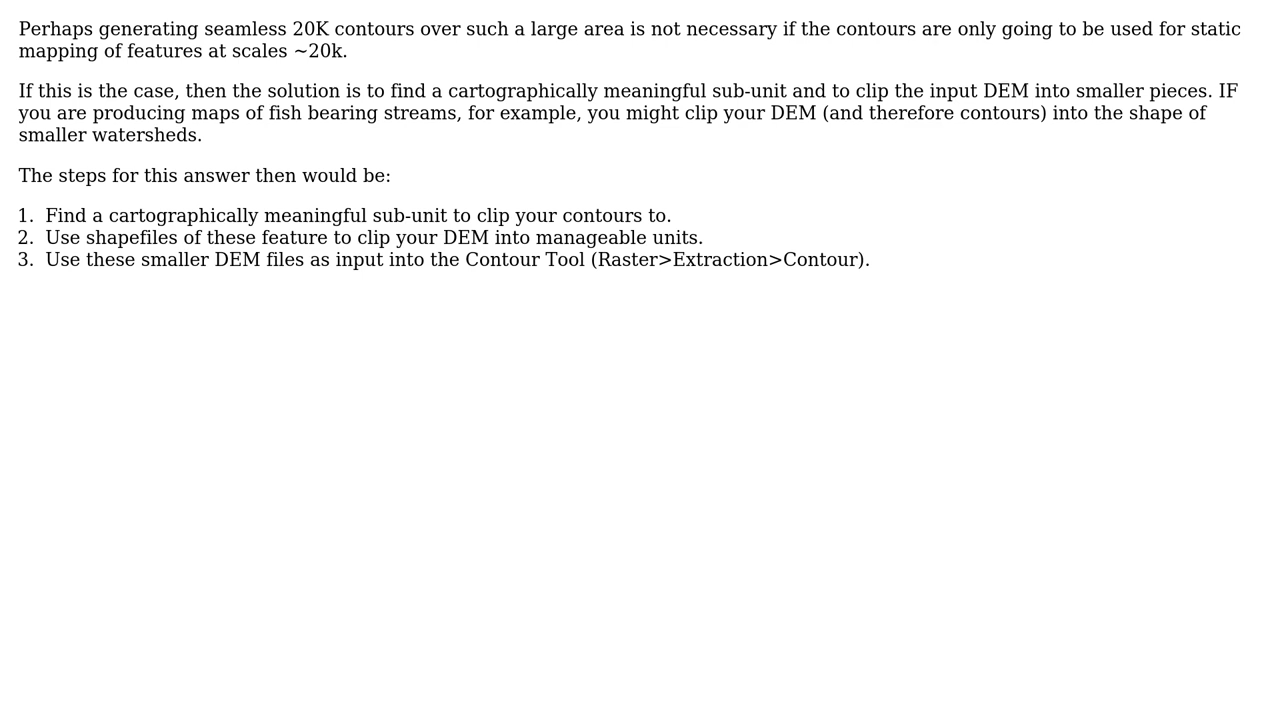 Perhaps generating seamless 20K contours over such a large area is not necessary if the contours are only going to be used for static
mapping of features at scales ~20k.
If this is the case, then the solution is to find a cartographically meaningful sub-unit and to clip the input DEM into smaller pieces. IF
you are producing maps of fish bearing streams, for example, you might clip your DEM (and therefore contours) into the shape of
smaller watersheds.
The steps for this answer then would be:
1. Find a cartographically meaningful sub-unit to clip your contours to.
2. Use shapefiles of these feature to clip your DEM into manageable units.
3. Use these smaller DEM files as input into the Contour Tool (Raster>Extraction>Contour).